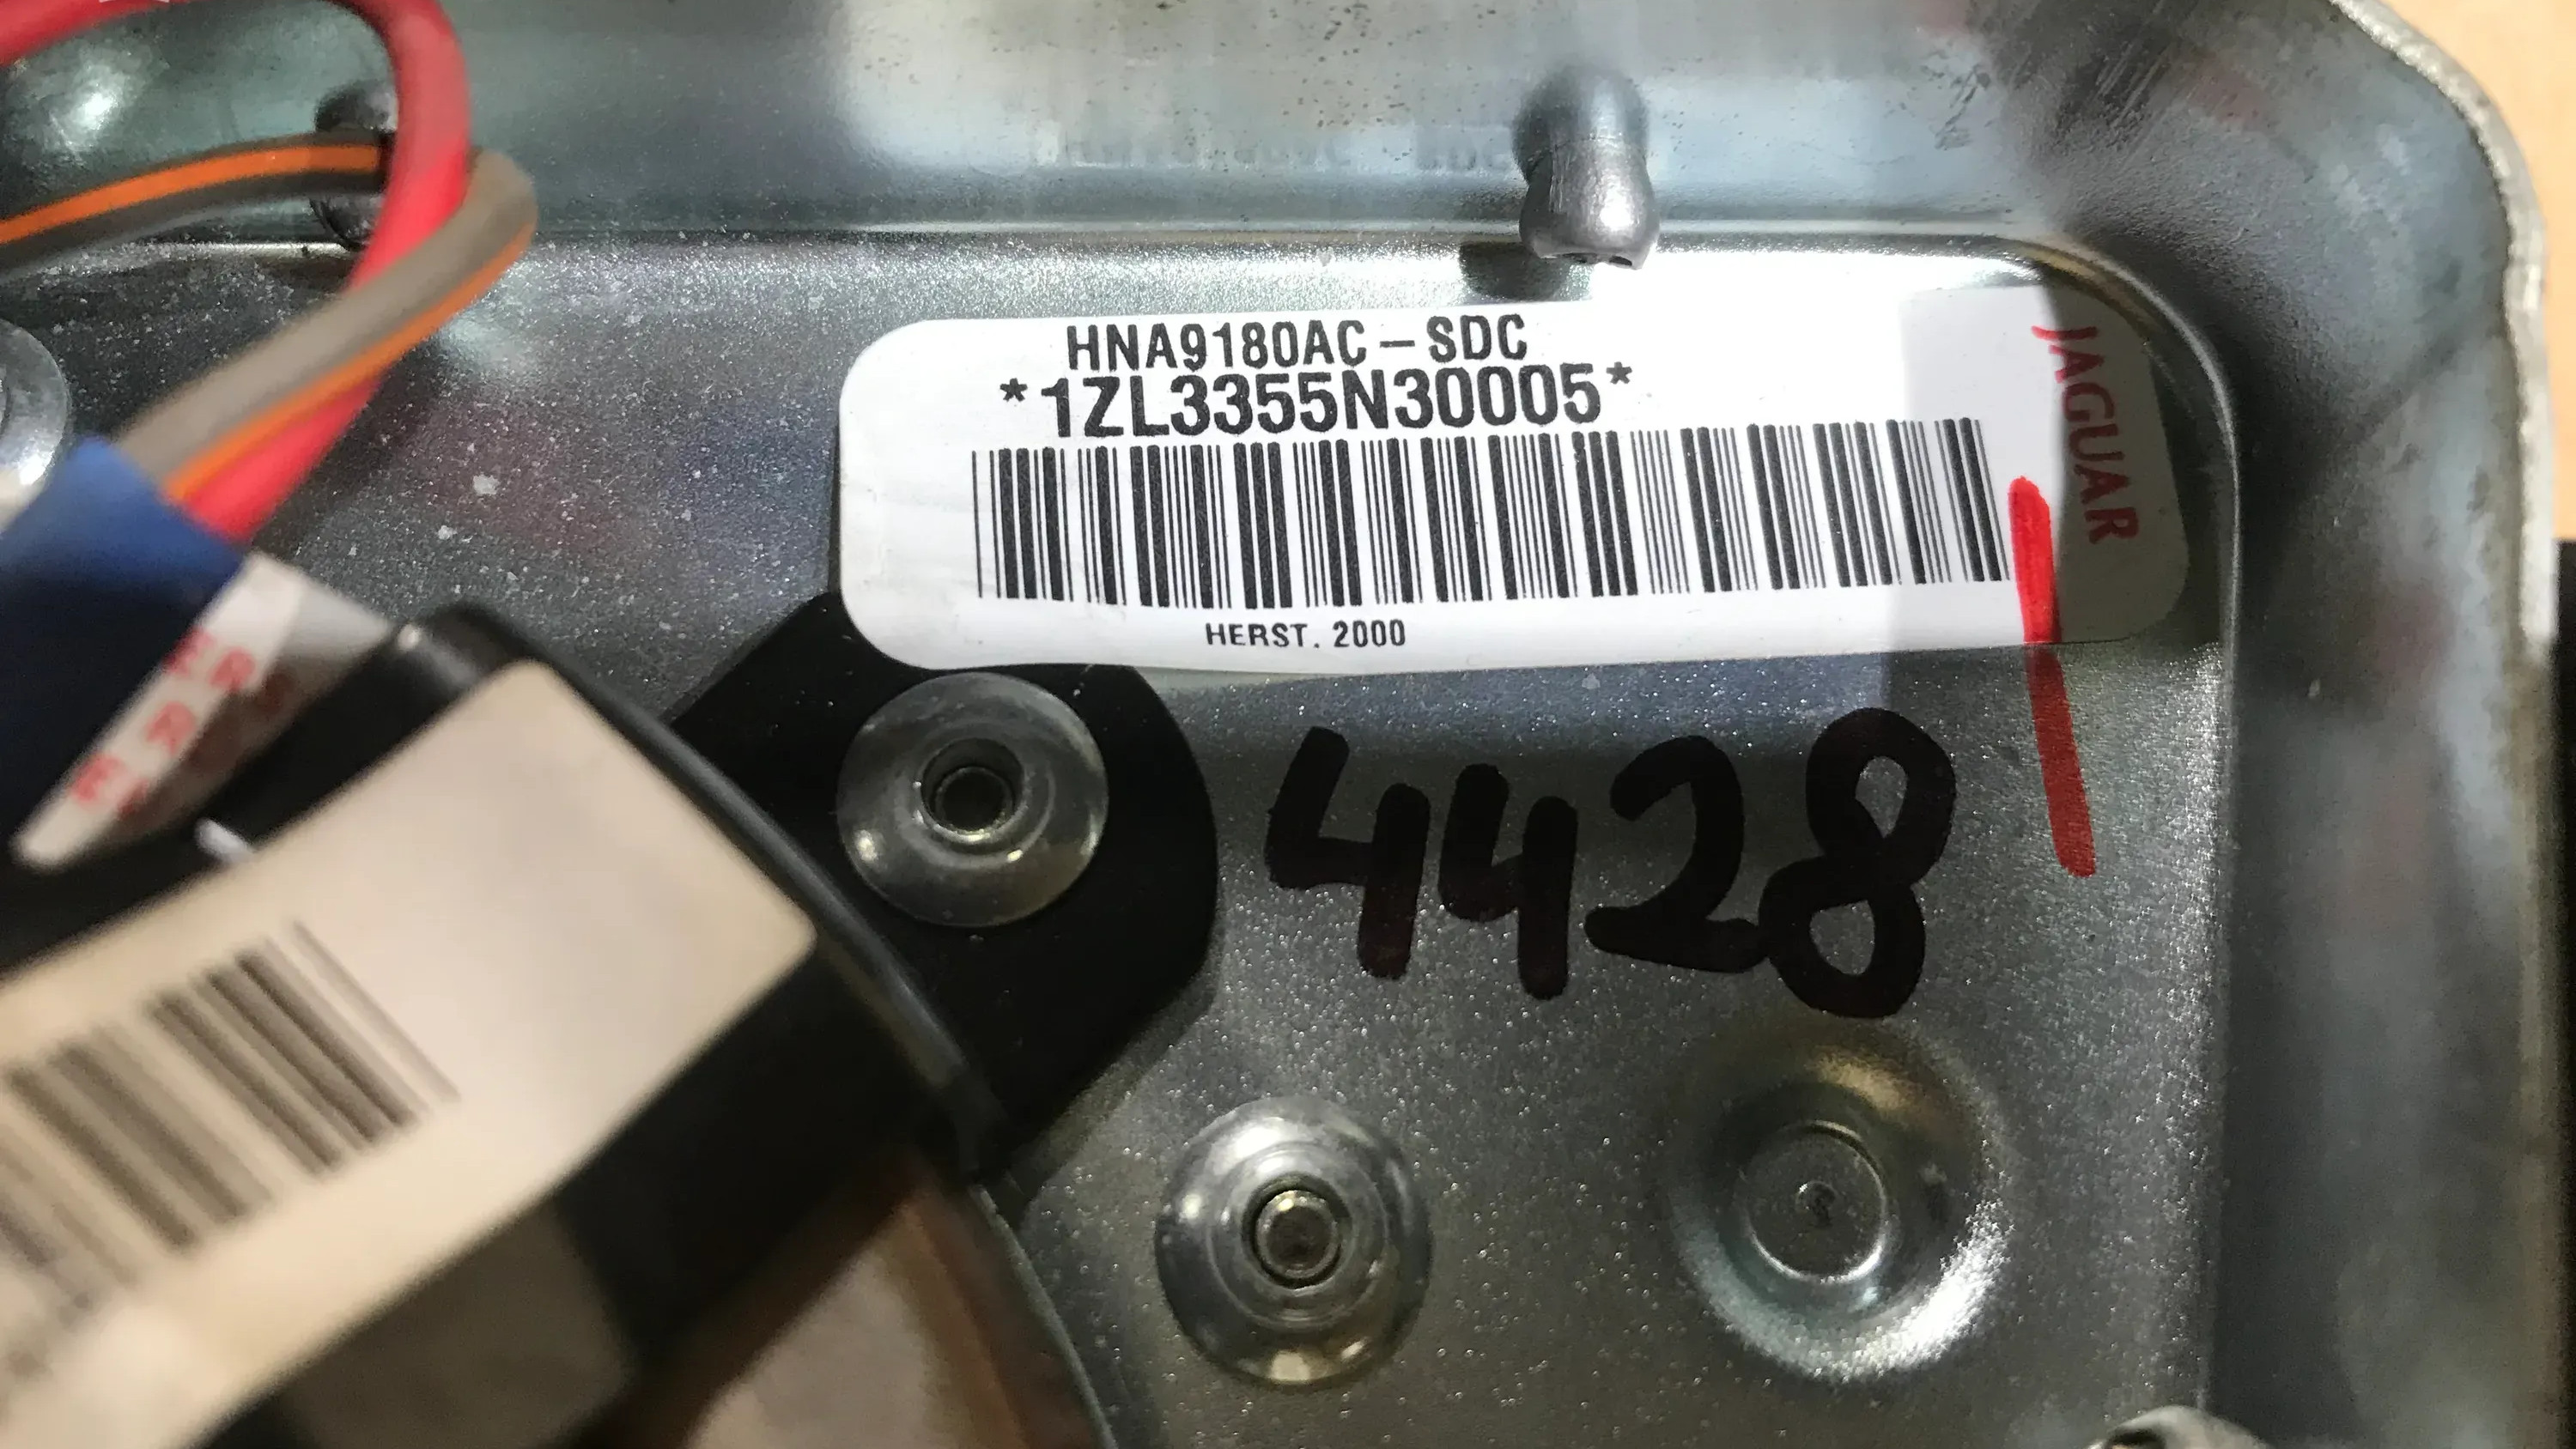 HNA9180AC-SDC
*1ZL3355N30005*
JAGUAR
HERST. 2000
4428